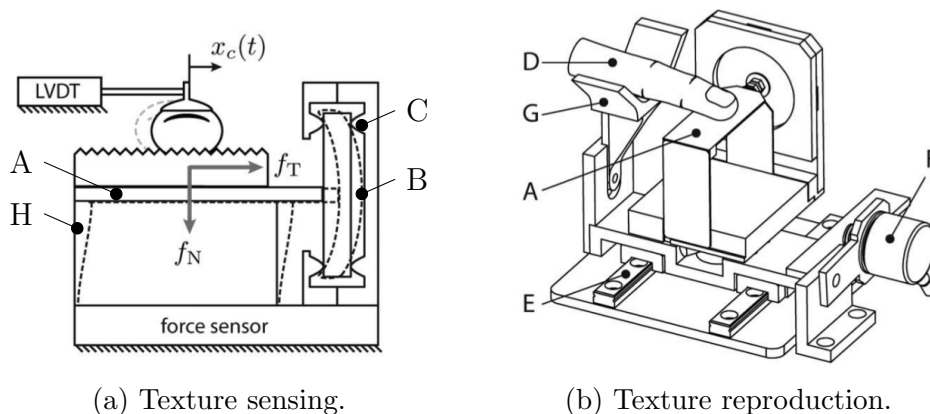 x_c(t)
LVDT
C
A
f_T
B
H
f_N
force sensor
D
G
A
E
(a) Texture sensing.
(b) Texture reproduction.